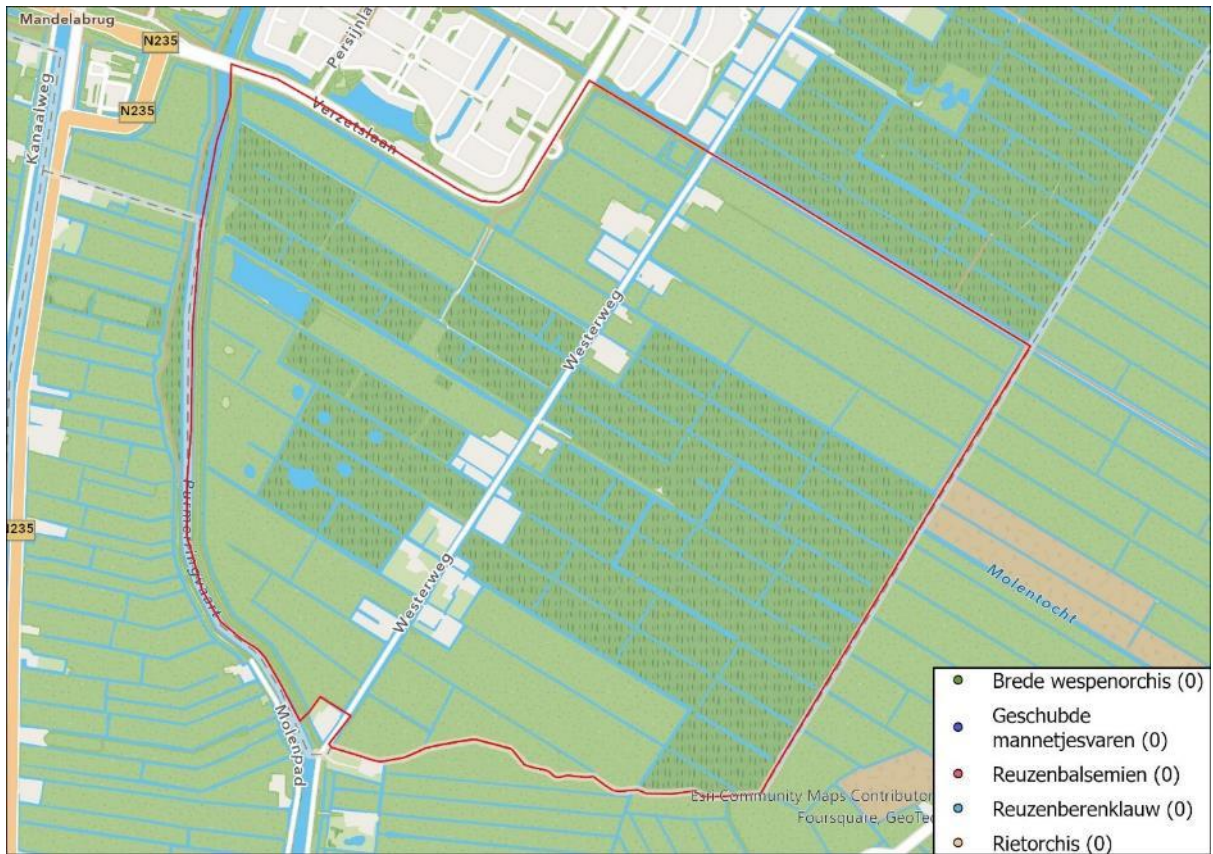 Mandelabrug
N235
Persijnla
Kanaalweg
N235
Verzetslaan
Westerweg
Purmerringvaart
N235
Westerweg
Molentocht
Molenpad
Brede wespenorchis (0)
Geschubde
mannetjesvaren (0)
Reuzenbalsemien (0)
Reuzenberenklauw (0)
Rietorchis (0)
Esri Community Maps Contributor
Foursquare, GeoTec